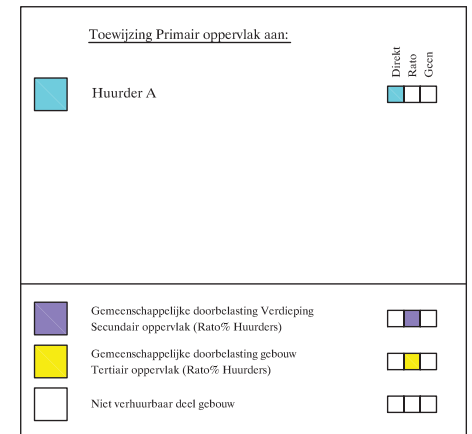 Toewijzing Primair oppervlak aan:
Direkt
Rato
Geen
Huurder A
Gemeenschappelijke doorbelasting Verdieping
Secundair oppervlak (Rato% Huurders)
Gemeenschappelijke doorbelasting gebouw
Tertiair oppervlak (Rato% Huurders)
Niet verhuurbaar deel gebouw